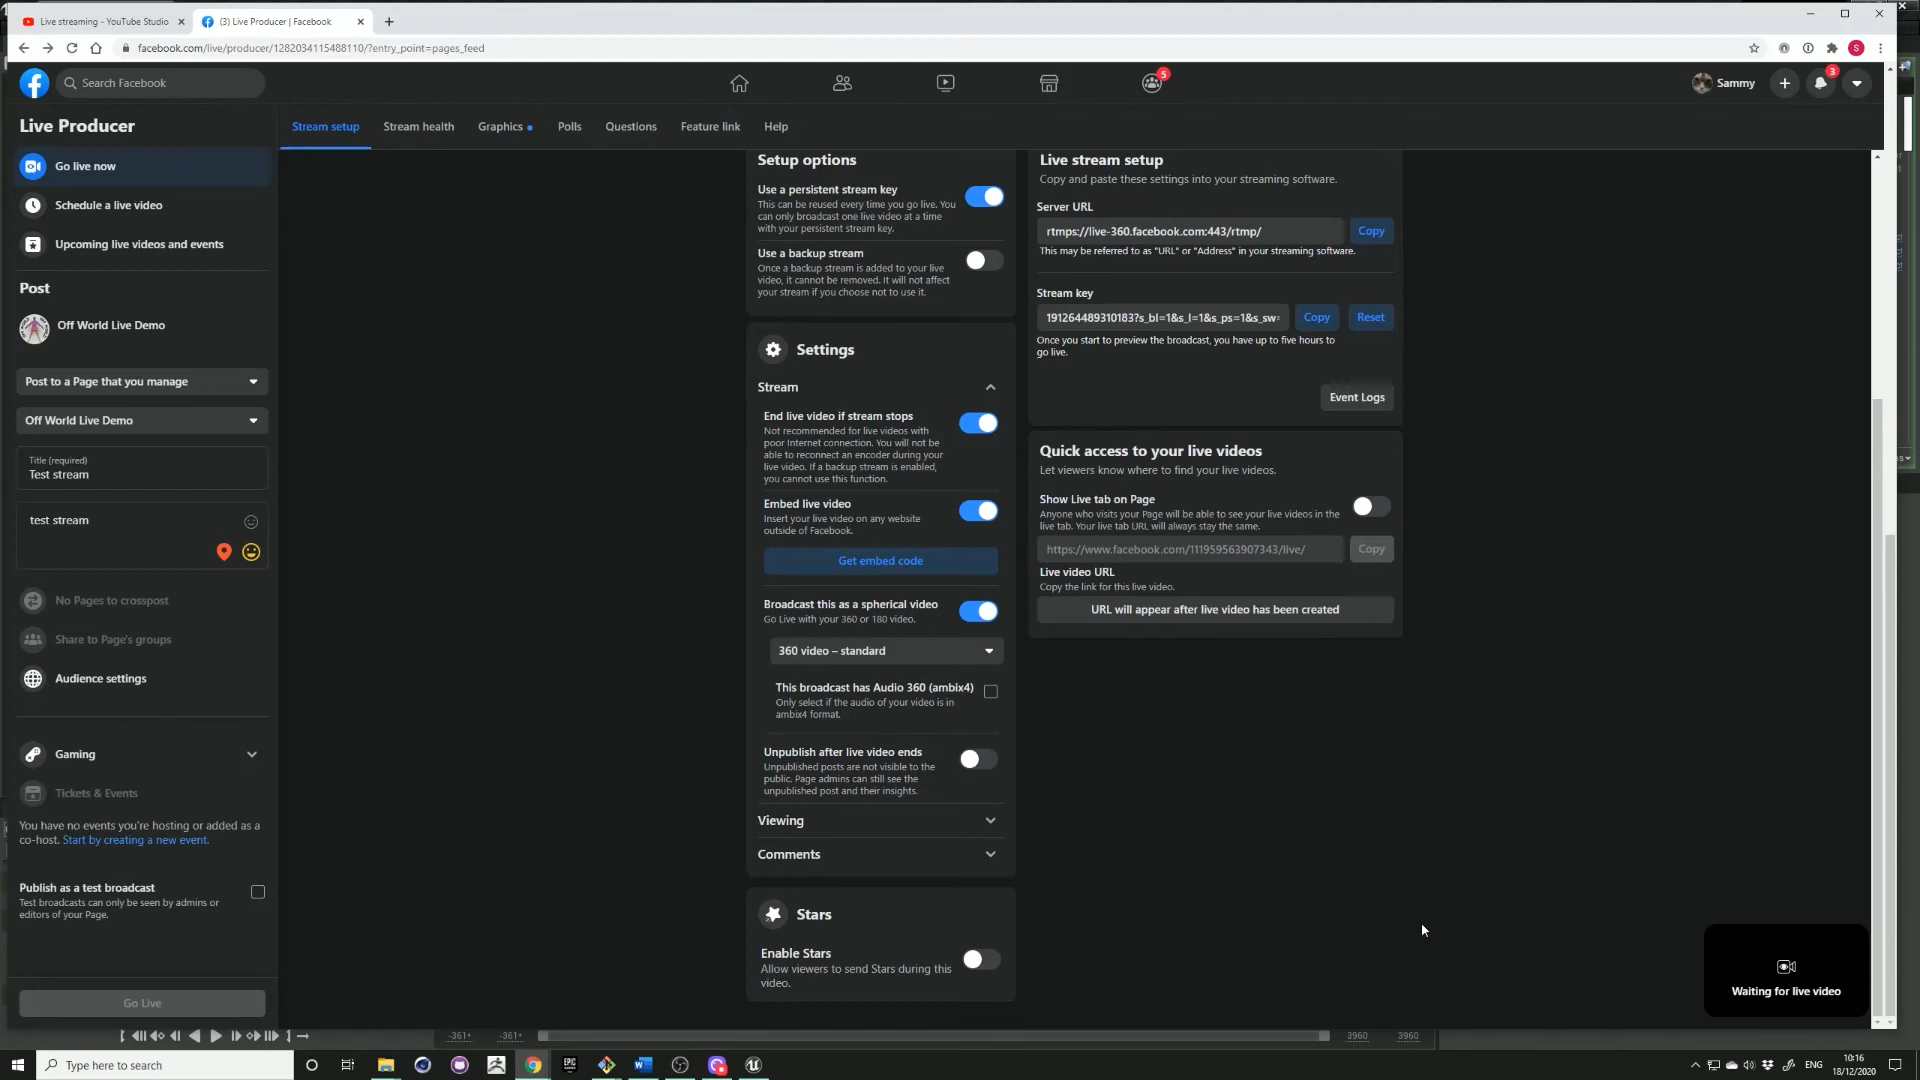 Live streaming - YouTube Studio
(3) Live Producer | Facebook
facebook.com/live/producer/1282034115488110/?entry_point=pages_feed
S
Search Facebook
5
Sammy
3
Live Producer
Go live now
Schedule a live video
Upcoming live videos and events
Post
Off World Live Demo
Post to a Page that you manage
Off World Live Demo
Title (required)
Test stream
test stream
No Pages to crosspost
Share to Page's groups
Audience settings
Gaming
Tickets & Events
You have no events you're hosting or added as a
co-host. Start by creating a new event.
Publish as a test broadcast
Test broadcasts can only be seen by admins or
editors of your Page.
Go Live
Stream setup
Stream health
Graphics
Polls
Questions
Feature link
Help
Setup options
Use a persistent stream key
This can be reused every time you go live. You
can only broadcast one live video at a time
with your persistent stream key.
Use a backup stream
Once a backup stream is added to your live
video, it cannot be removed. It will not affect
your stream if you choose not to use it.
Settings
Stream
End live video if stream stops
Not recommended for live videos with
poor Internet connection. You will not be
able to reconnect an encoder during your
live video. If a backup stream is enabled,
you cannot use this function.
Embed live video
Insert your live video on any website
outside of Facebook.
Get embed code
Broadcast this as a spherical video
Go Live with your 360 or 180 video.
360 video – standard
This broadcast has Audio 360 (ambix4)
Only select if the audio of your video is in
ambix4 format.
Unpublish after live video ends
Unpublished posts are not visible to the
public. Page admins can still see the
unpublished post and their insights.
Viewing
Comments
Stars
Enable Stars
Allow viewers to send Stars during this
video.
Live stream setup
Copy and paste these settings into your streaming software.
Server URL
rtmps://live-360.facebook.com:443/rtmp/
Copy
This may be referred to as "URL" or "Address" in your streaming software.
Stream key
191264489310183?s_bl=1&s_l=1&s_ps=1&s_sw=
Copy
Reset
Once you start to preview the broadcast, you have up to five hours to
go live.
Event Logs
Quick access to your live videos
Let viewers know where to find your live videos.
Show Live tab on Page
Anyone who visits your Page will be able to see your live videos in the
live tab. Your live tab URL will always stay the same.
https://www.facebook.com/111959563907343/live/
Copy
Live video URL
Copy the link for this live video.
URL will appear after live video has been created
Waiting for live video
-361+
-361+
3960
3960
Type here to search
EPIC
ENG
10:16
18/12/2020